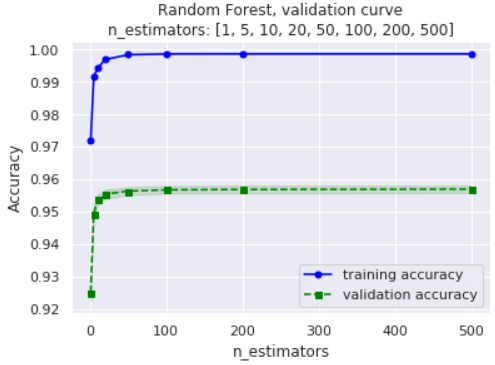 Random Forest, validation curve
n_estimators: [1, 5, 10, 20, 50, 100, 200, 500]
1.00
0.99
0.98
0.97
0.96
0.95
0.94
0.93
0.92
Accuracy
training accuracy
validation accuracy
0 100 200 300 400 500
n_estimators